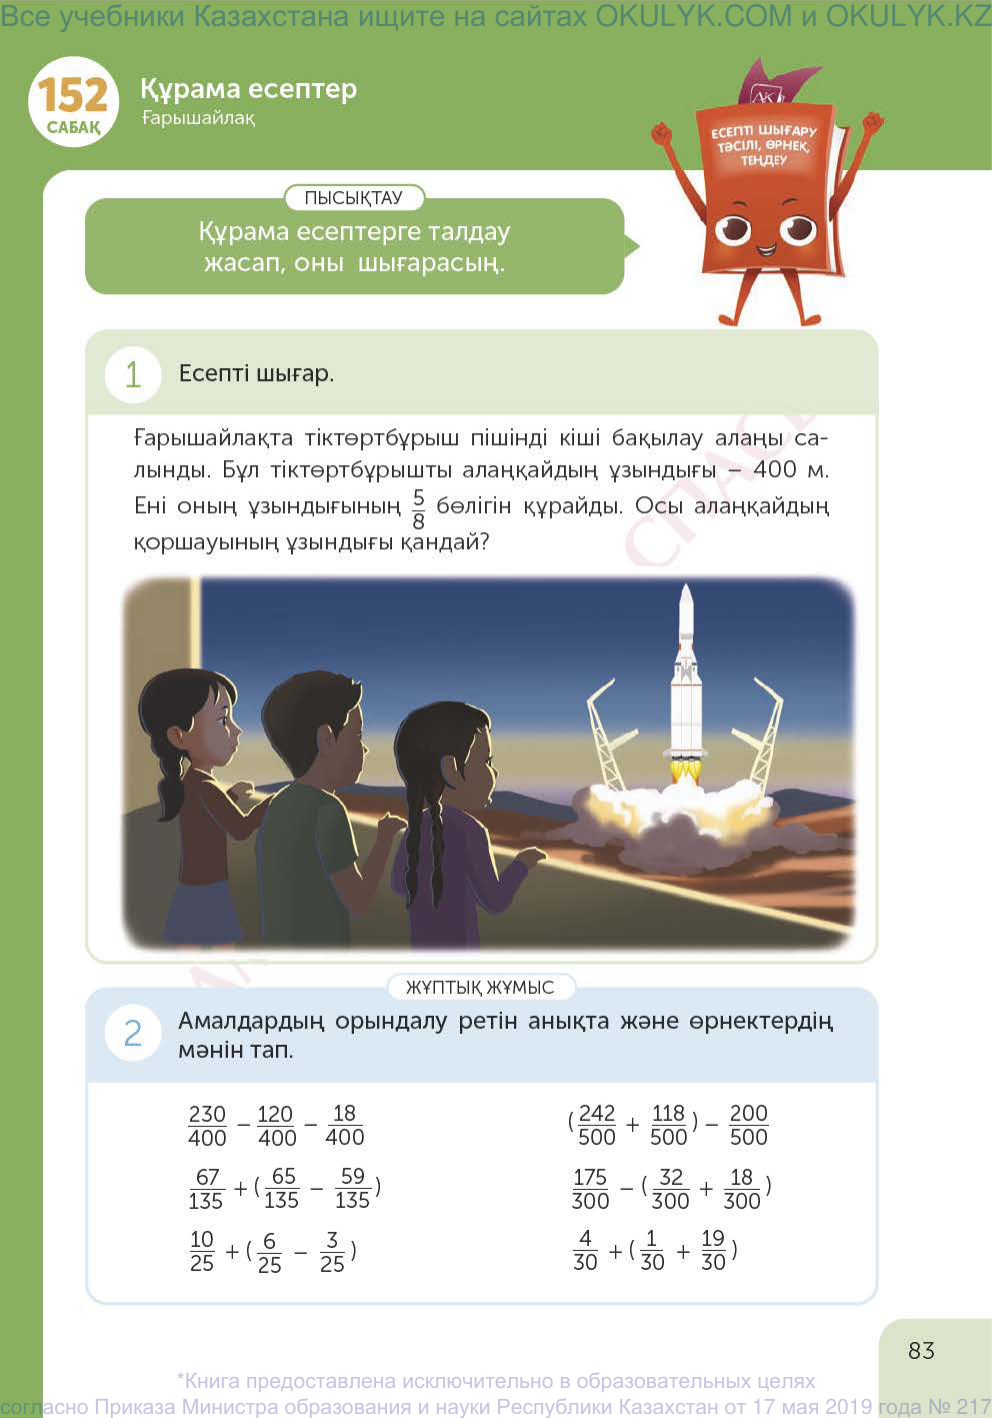 Все учебники Казахстана ищите на сайтах OKULYK.COM и OKULYK.KZ
152
САБАҚ
Құрама есептер
Ғарышайлақ
АК
ЕСЕПТІ ШЫҒАРУ
ТӘСІЛІ, ӨРНЕК,
ТЕҢДЕУ
ПЫСЫҚТАУ
Құрама есептерге талдау
жасап, оны шығарасың.
1 Есепті шығар.
Ғарышайлақта тіктөртбұрыш пішінді кіші бақылау алаңы са-
лынды. Бұл тіктөртбұрышты алаңқайдың ұзындығы – 400 м.
Ені оның ұзындығының 5/8 бөлігін құрайды. Осы алаңқайдың
қоршауының ұзындығы қандай?
ЖҰПТЫҚ ЖҰМЫС
2 Амалдардың орындалу ретін анықта және өрнектердің
мәнін тап.
230/400 – 120/400 – 18/400 (242/500 + 118/500) – 200/500
67/135 + (65/135 – 59/135) 175/300 – (32/300 + 18/300)
10/25 + (6/25 – 3/25) 4/30 + (1/30 + 19/30)
83
*Книга предоставлена исключительно в образовательных целях
согласно Приказа Министра образования и науки Республики Казахстан от 17 мая 2019 года № 217